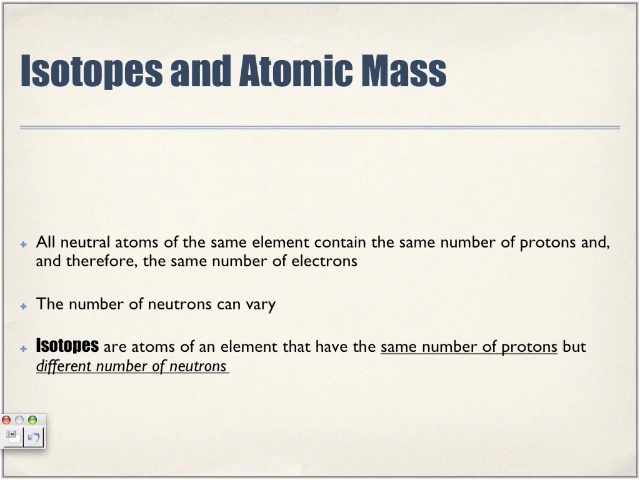 Isotopes and Atomic Mass
All neutral atoms of the same element contain the same number of protons and,
and therefore, the same number of electrons
The number of neutrons can vary
Isotopes are atoms of an element that have the same number of protons but
different number of neutrons